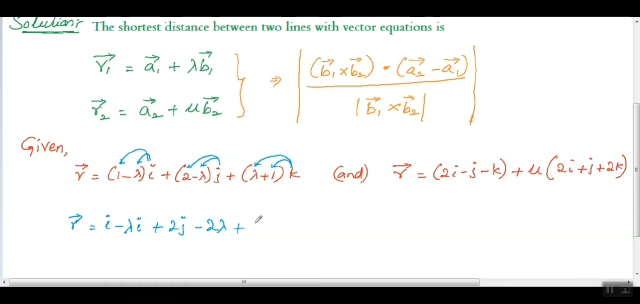 Solution: The shortest distance between two lines with vector equations is
r₁ = a₁ + λb₁
r₂ = a₂ + μb₂
⇒ | (b₁ × b₂) • (a₂ − a₁) / |b₁ × b₂| |
Given,
r = (1−λ)i + (2−λ)j + (λ+1)k (and) r = (2i−j−k) + μ(2i+j+2k)
r = i − λi + 2j − 2λ +